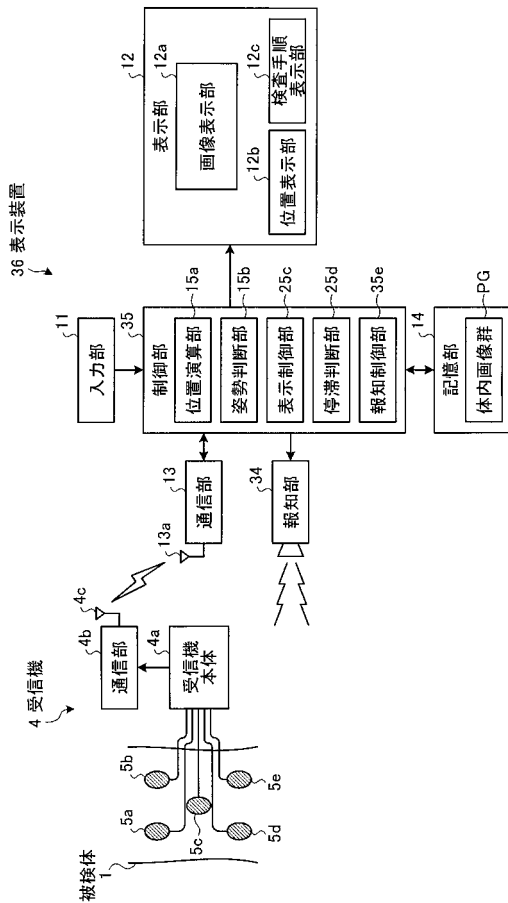 36 表示装置
11
入力部
35
制御部
15a
位置演算部
15b
姿勢判断部
25c
表示制御部
25d
停滞判断部
35e
報知制御部
12
表示部
12a
画像表示部
12b
位置表示部
12c
検査手順
表示部
14
記憶部
PG
体内画像群
13
通信部
13a
34
報知部
4 受信機
4c
4b
通信部
4a
受信機
本体
5a
5b
5c
5d
5e
被検体
1